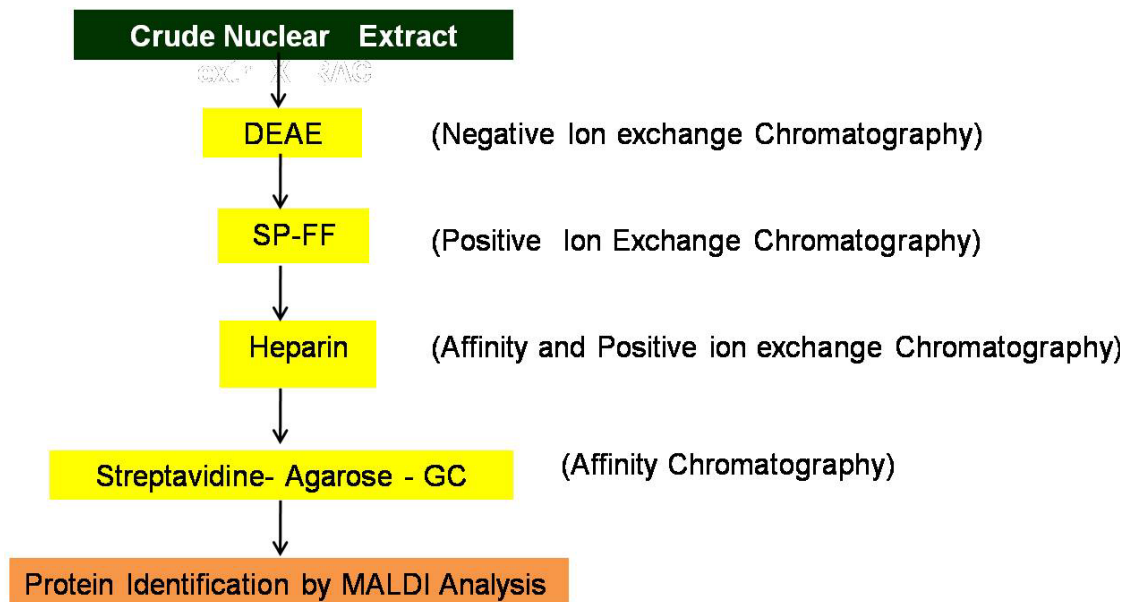 Crude Nuclear Extract
DEAE (Negative Ion exchange Chromatography)
SP-FF (Positive Ion Exchange Chromatography)
Heparin (Affinity and Positive ion exchange Chromatography)
Streptavidine- Agarose - GC (Affinity Chromatography)
Protein Identification by MALDI Analysis